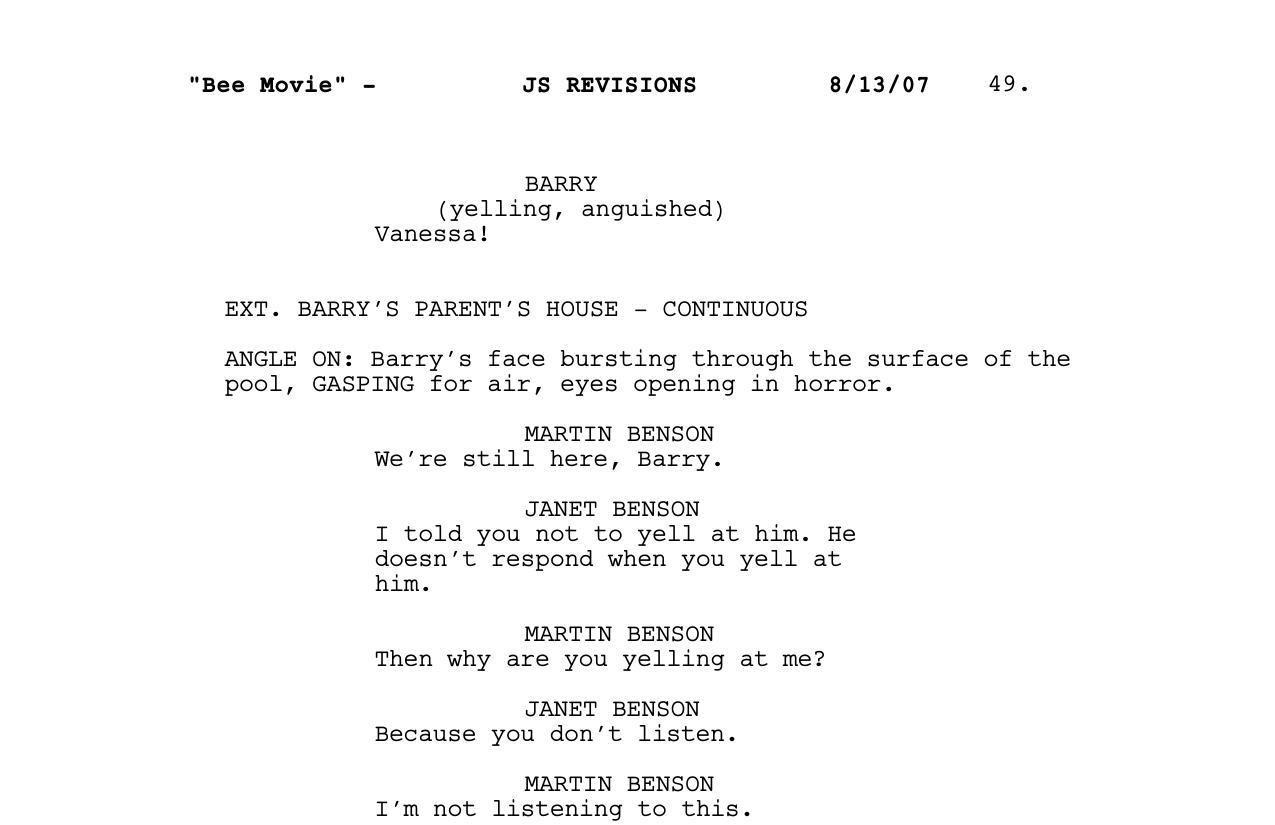 "Bee Movie" - JS REVISIONS 8/13/07 49.
BARRY
(yelling, anguished)
Vanessa!
EXT. BARRY’S PARENT’S HOUSE – CONTINUOUS
ANGLE ON: Barry’s face bursting through the surface of the
pool, GASPING for air, eyes opening in horror.
MARTIN BENSON
We’re still here, Barry.
JANET BENSON
I told you not to yell at him. He
doesn’t respond when you yell at
him.
MARTIN BENSON
Then why are you yelling at me?
JANET BENSON
Because you don’t listen.
MARTIN BENSON
I’m not listening to this.